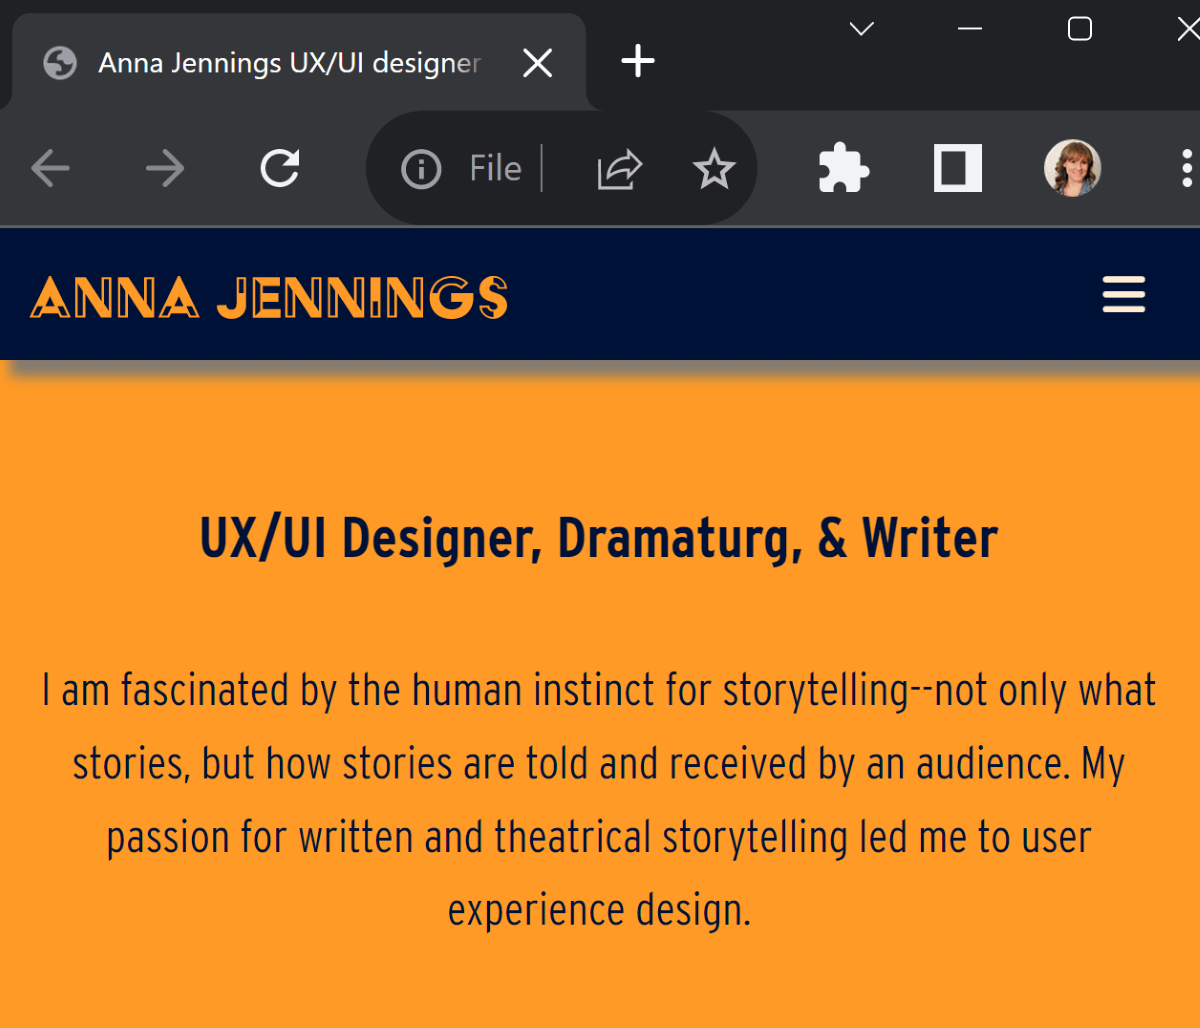 Anna Jennings UX/UI designer
File
ANNA JENNINGS
UX/UI Designer, Dramaturg, & Writer
I am fascinated by the human instinct for storytelling--not only what
stories, but how stories are told and received by an audience. My
passion for written and theatrical storytelling led me to user
experience design.